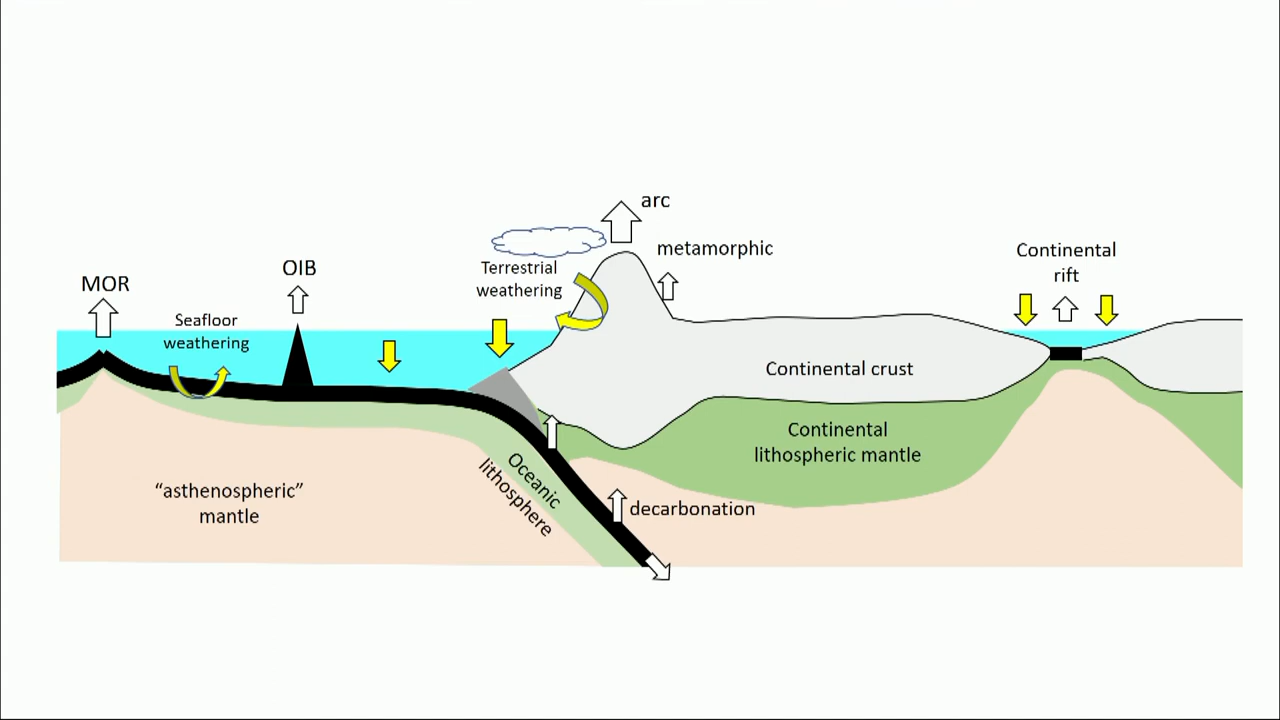 arc
metamorphic
Terrestrial
weathering
Continental
rift
OIB
MOR
Seafloor
weathering
Continental crust
Continental
lithospheric mantle
Oceanic
lithosphere
“asthenospheric”
mantle
decarbonation